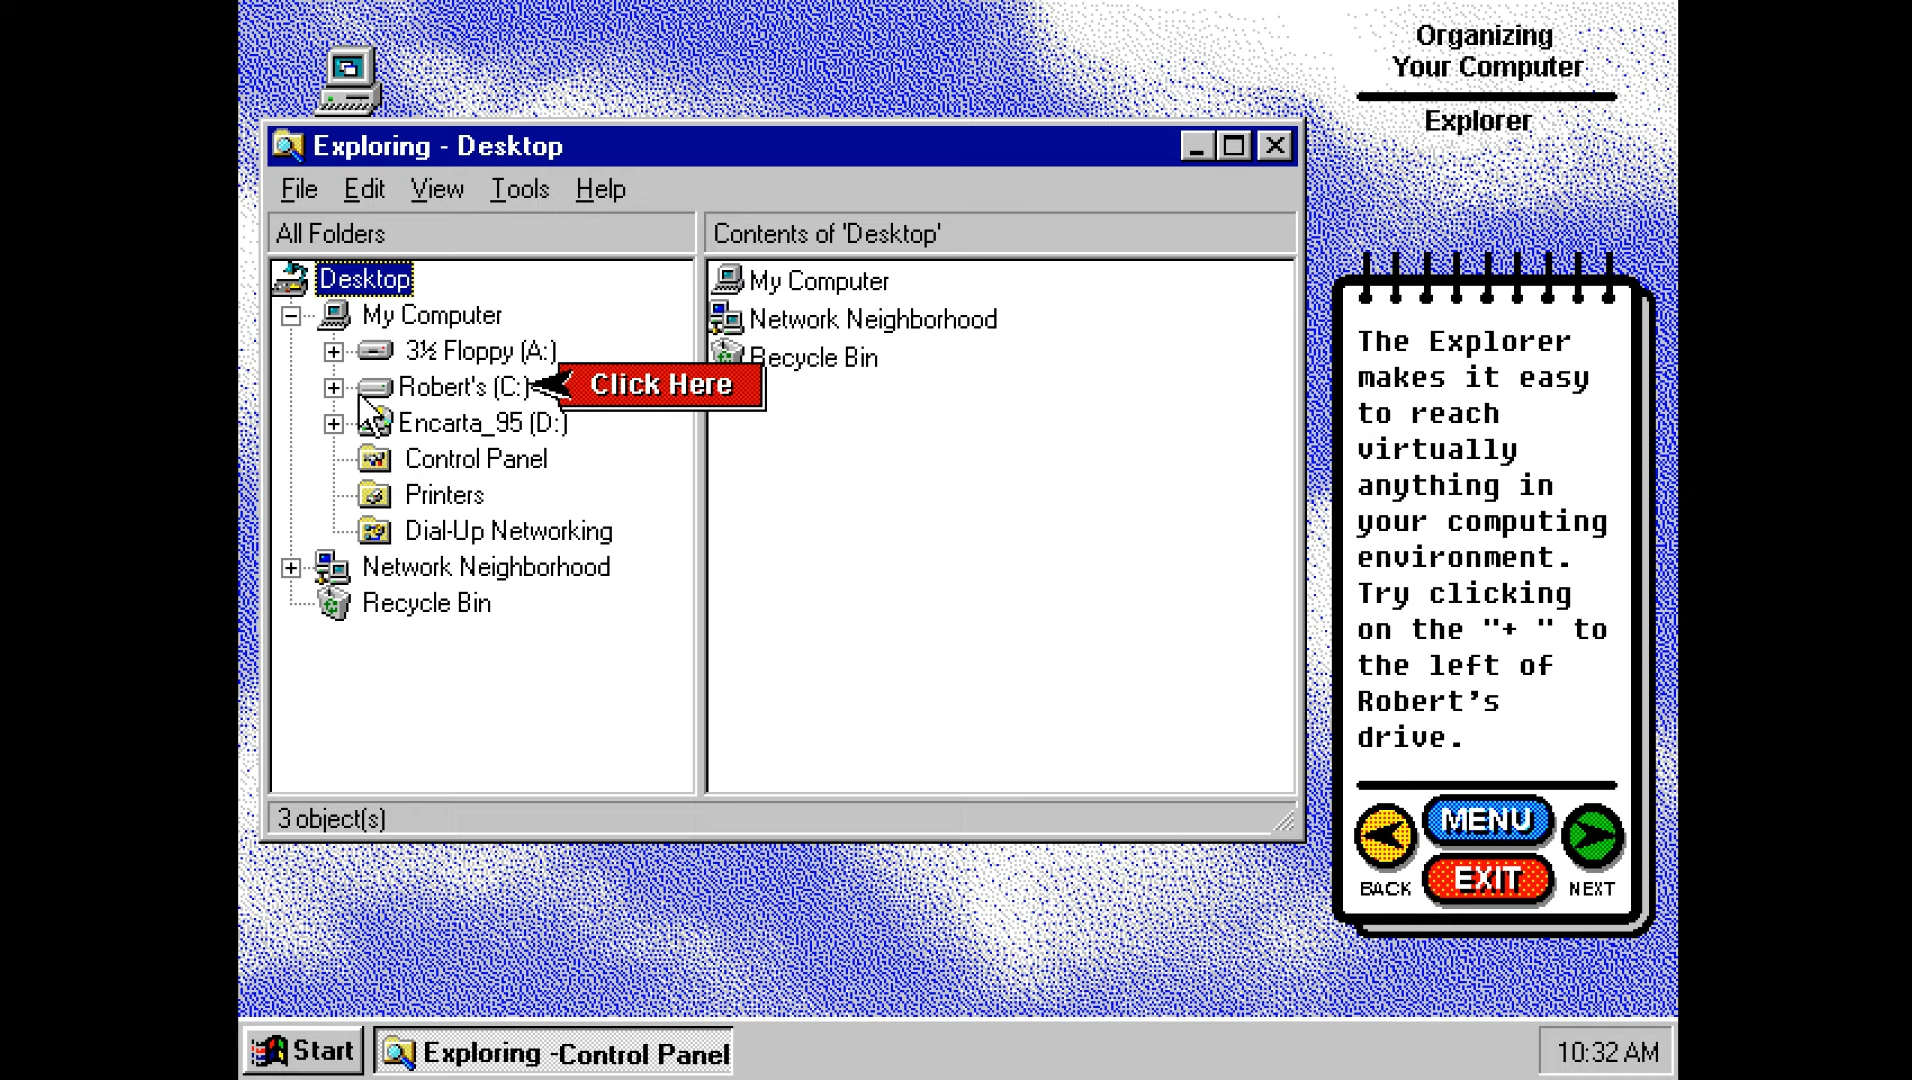 Organizing
Your Computer
Explorer
Exploring - Desktop
File Edit View Tools Help
All Folders
Contents of 'Desktop'
Desktop
My Computer
3½ Floppy (A:)
Robert's (C:)
Encarta_95 (D:)
Control Panel
Printers
Dial-Up Networking
Network Neighborhood
Recycle Bin
My Computer
Network Neighborhood
Recycle Bin
Click Here
3 object(s)
The Explorer
makes it easy
to reach
virtually
anything in
your computing
environment.
Try clicking
on the "+ " to
the left of
Robert's
drive.
MENU
EXIT
BACK
NEXT
Start
Exploring -Control Panel
10:32 AM